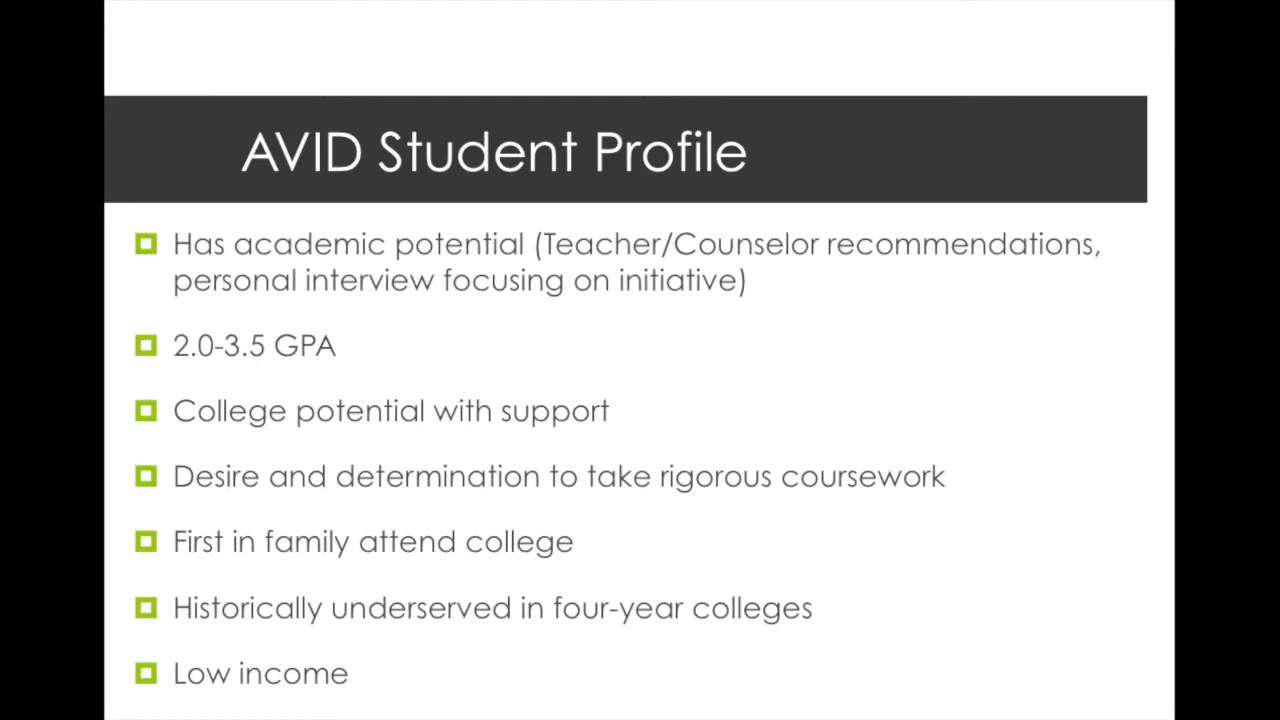 AVID Student Profile
Has academic potential (Teacher/Counselor recommendations,
personal interview focusing on initiative)
2.0-3.5 GPA
College potential with support
Desire and determination to take rigorous coursework
First in family attend college
Historically underserved in four-year colleges
Low income